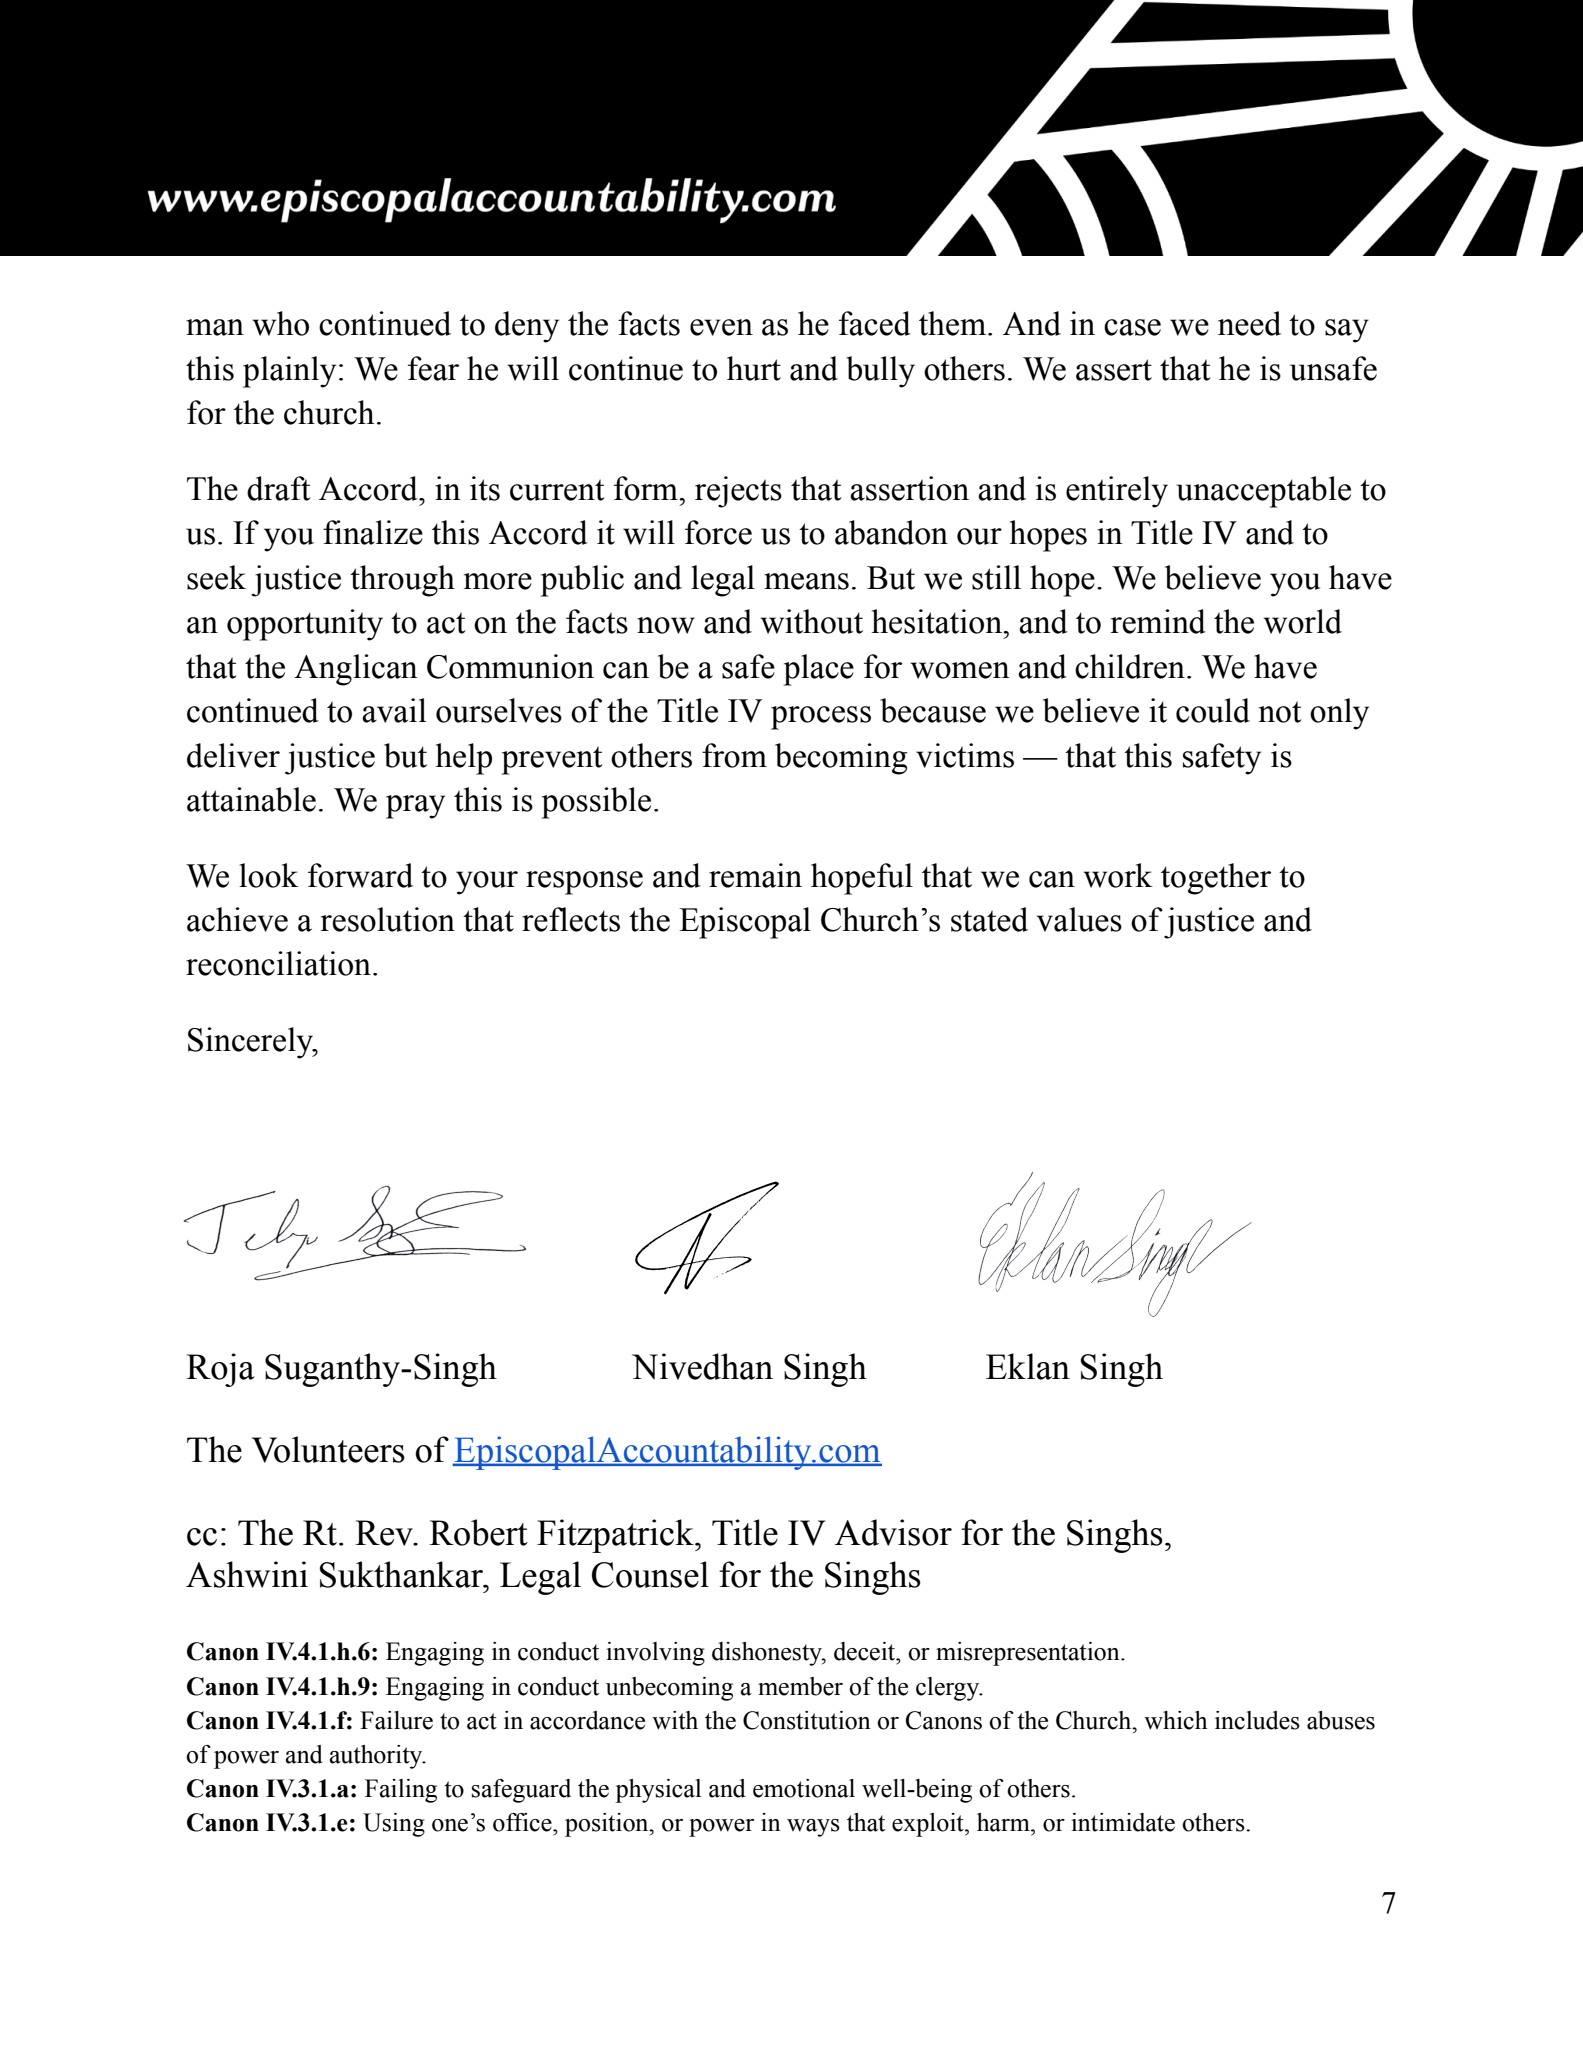 www.episcopalaccountability.com
man who continued to deny the facts even as he faced them. And in case we need to say
this plainly: We fear he will continue to hurt and bully others. We assert that he is unsafe
for the church.
The draft Accord, in its current form, rejects that assertion and is entirely unacceptable to
us. If you finalize this Accord it will force us to abandon our hopes in Title IV and to
seek justice through more public and legal means. But we still hope. We believe you have
an opportunity to act on the facts now and without hesitation, and to remind the world
that the Anglican Communion can be a safe place for women and children. We have
continued to avail ourselves of the Title IV process because we believe it could not only
deliver justice but help prevent others from becoming victims — that this safety is
attainable. We pray this is possible.
We look forward to your response and remain hopeful that we can work together to
achieve a resolution that reflects the Episcopal Church’s stated values of justice and
reconciliation.
Sincerely,
Eklan Singh
Roja Suganthy-Singh Nivedhan Singh Eklan Singh
The Volunteers of EpiscopalAccountability.com
cc: The Rt. Rev. Robert Fitzpatrick, Title IV Advisor for the Singhs,
Ashwini Sukthankar, Legal Counsel for the Singhs
Canon IV.4.1.h.6: Engaging in conduct involving dishonesty, deceit, or misrepresentation.
Canon IV.4.1.h.9: Engaging in conduct unbecoming a member of the clergy.
Canon IV.4.1.f: Failure to act in accordance with the Constitution or Canons of the Church, which includes abuses
of power and authority.
Canon IV.3.1.a: Failing to safeguard the physical and emotional well-being of others.
Canon IV.3.1.e: Using one’s office, position, or power in ways that exploit, harm, or intimidate others.
7